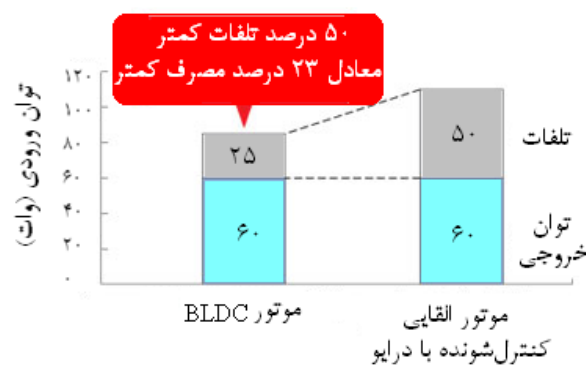 ۵۰ درصد تلفات کمتر
معادل ۲۳ درصد مصرف کمتر
توان ورودی (وات)
۱۲۰
۱۰۰
۸۰
۶۰
۴۰
۲۰
۰
۲۵
۶۰
۵۰
۶۰
تلفات
توان
خروجی
موتور BLDC
موتور القایی
کنترل‌شونده با درایو